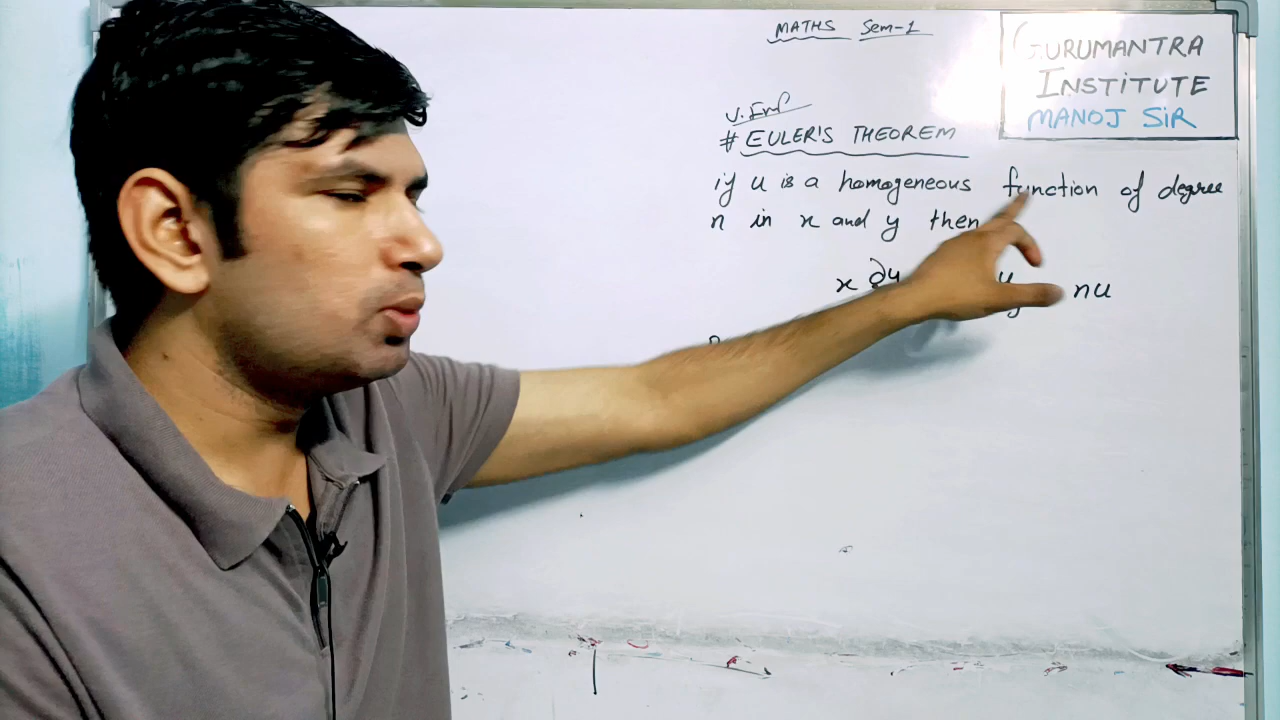 MATHS Sem-1
GURUMANTRA
INSTITUTE
MANOJ SIR
V. Imp
# EULER'S THEOREM
if u is a homogeneous function of degree
n in x and y then
x ∂u y nu